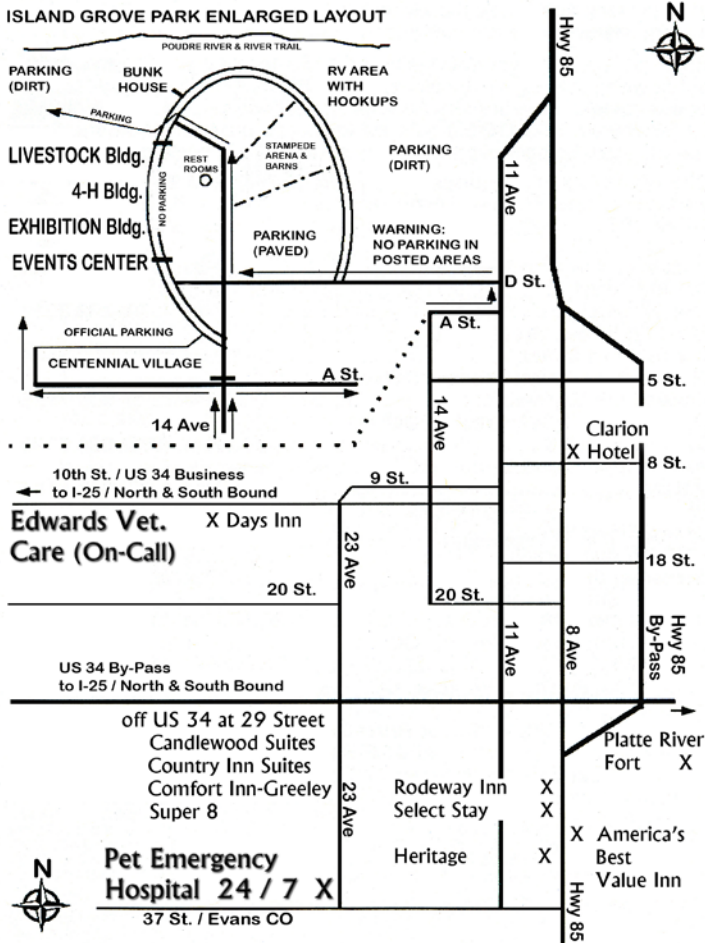 ISLAND GROVE PARK ENLARGED LAYOUT
N
Hwy 85
POUDRE RIVER & RIVER TRAIL
PARKING
(DIRT)
BUNK
HOUSE
RV AREA
WITH
HOOKUPS
PARKING
LIVESTOCK Bldg.
4-H Bldg.
EXHIBITION Bldg.
EVENTS CENTER
NO PARKING
REST
ROOMS
STAMPEDE
ARENA &
BARNS
PARKING
(DIRT)
11 Ave
PARKING
(PAVED)
WARNING:
NO PARKING IN
POSTED AREAS
D St.
OFFICIAL PARKING
CENTENNIAL VILLAGE
A St.
A St.
14 Ave
14 Ave
5 St.
Clarion
X Hotel
8 St.
10th St. / US 34 Business
to I-25 / North & South Bound
9 St.
Edwards Vet.
Care (On-Call)
X Days Inn
23 Ave
18 St.
20 St.
20 St.
11 Ave
8 Ave
Hwy 85
By-Pass
US 34 By-Pass
to I-25 / North & South Bound
off US 34 at 29 Street
Candlewood Suites
Country Inn Suites
Comfort Inn-Greeley
Super 8
23 Ave
Platte River
Fort X
Rodeway Inn X
Select Stay X
Heritage X
X America's
Best
Value Inn
Pet Emergency
Hospital 24 / 7 X
N
37 St. / Evans CO
Hwy 85